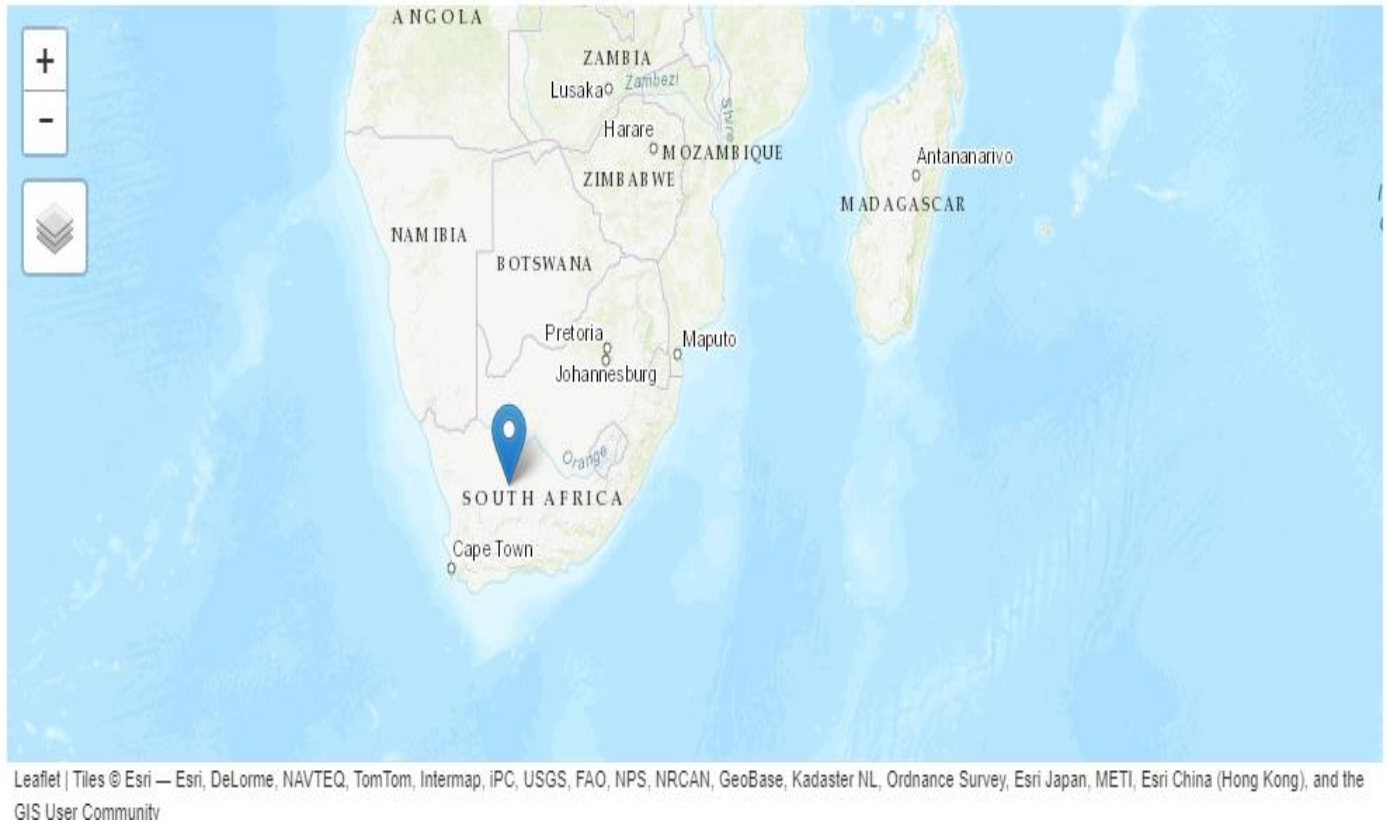 ANGOLA
+
ZAMBIA
Lusaka
Zambezi
−
Shire
Harare
MOZAMBIQUE
Antananarivo
ZIMBABWE
MADAGASCAR
NAMIBIA
BOTSWANA
Pretoria
Maputo
Johannesburg
Orange
SOUTH AFRICA
Cape Town
Leaflet | Tiles © Esri — Esri, DeLorme, NAVTEQ, TomTom, Intermap, iPC, USGS, FAO, NPS, NRCAN, GeoBase, Kadaster NL, Ordnance Survey, Esri Japan, METI, Esri China (Hong Kong), and the
GIS User Community